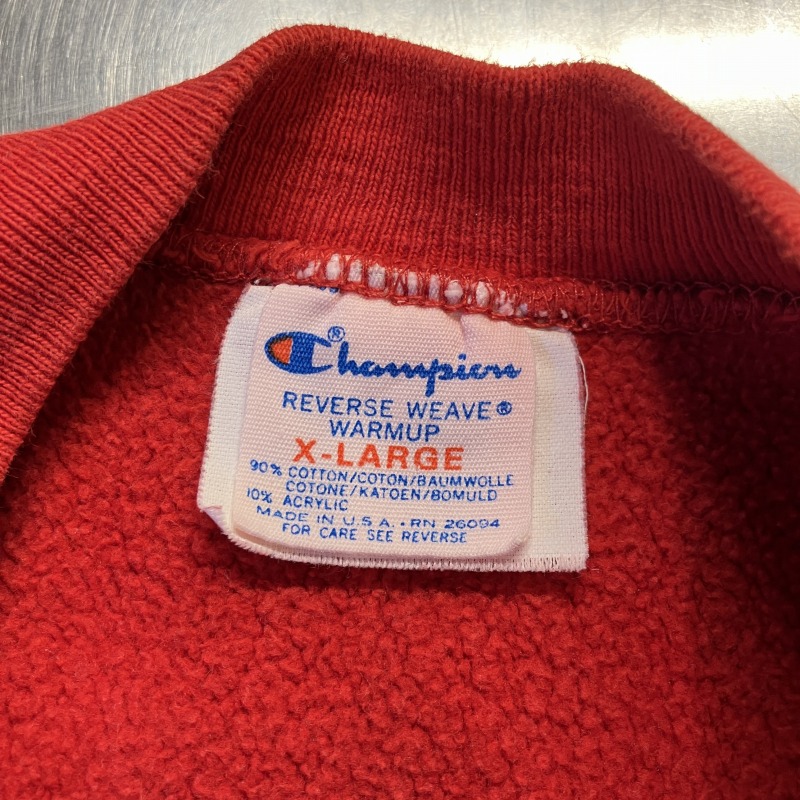 Champion®
REVERSE WEAVE®
WARMUP
X-LARGE
90% COTTON/COTON/BAUMWOLLE
COTONE/KATOEN/BOMULD
10% ACRYLIC
MADE IN U.S.A. • RN 26094
FOR CARE SEE REVERSE